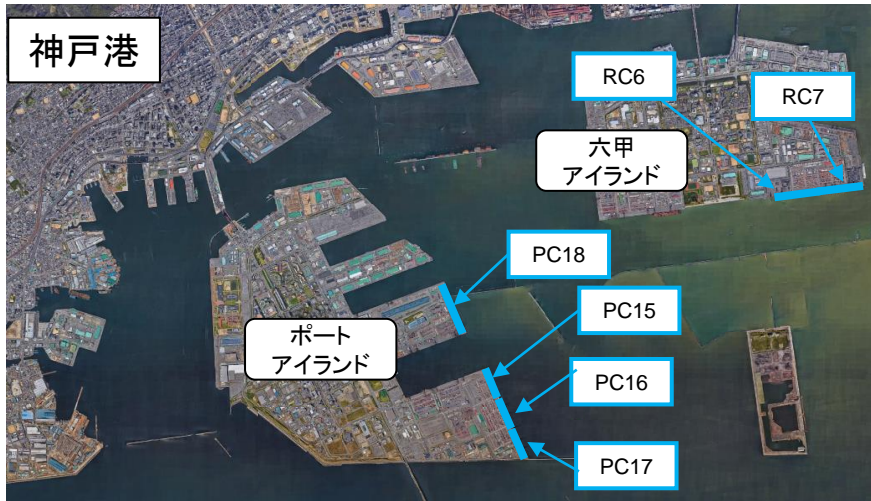 神戸港
RC6
RC7
六甲
アイランド
PC18
PC15
ポート
アイランド
PC16
PC17